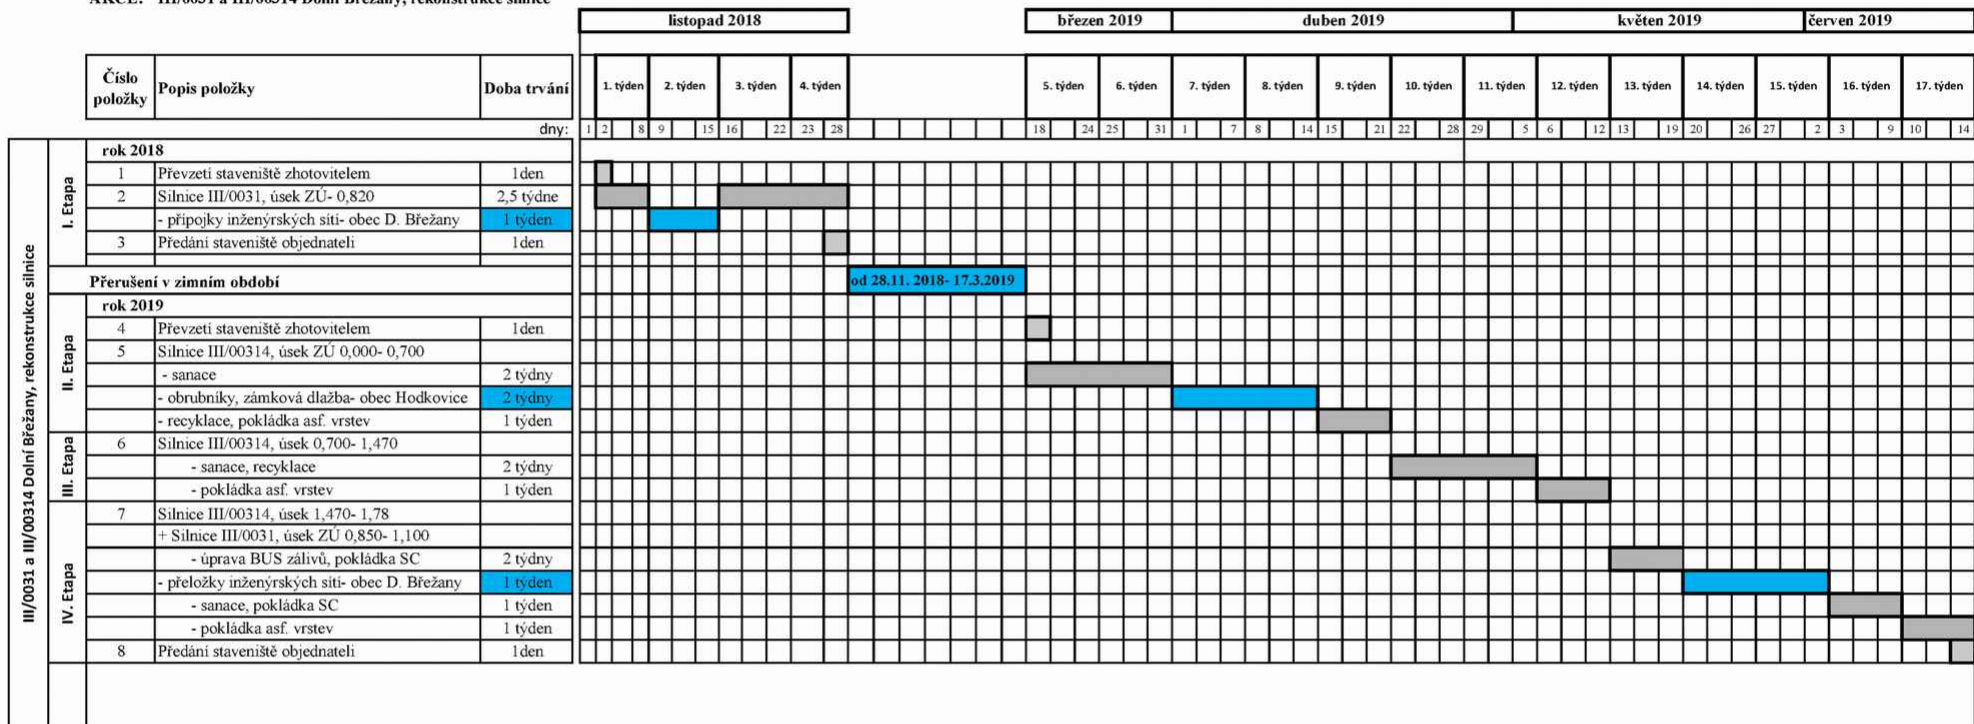 AKCE: III/0031 a III/00314 Dolní Břežany, rekonstrukce silnice
listopad 2018 březen 2019 duben 2019 květen 2019 červen 2019
Číslo položky Popis položky Doba trvání 1. týden 2. týden 3. týden 4. týden 5. týden 6. týden 7. týden 8. týden 9. týden 10. týden 11. týden 12. týden 13. týden 14. týden 15. týden 16. týden 17. týden
dny: 1 2 8 9 15 16 22 23 28 18 24 25 31 1 7 8 14 15 21 22 28 29 5 6 12 13 19 20 26 27 2 3 9 10 14
III/0031 a III/00314 Dolní Břežany, rekonstrukce silnice
I. Etapa
rok 2018
1 Převzetí staveniště zhotovitelem 1den
2 Silnice III/0031, úsek ZÚ- 0,820 2,5 týdne
- přípojky inženýrských sítí- obec D. Břežany 1 týden
3 Předání staveniště objednateli 1den
Přerušení v zimním období od 28.11. 2018- 17.3.2019
II. Etapa
rok 2019
4 Převzetí staveniště zhotovitelem 1den
5 Silnice III/00314, úsek ZÚ 0,000- 0,700
- sanace 2 týdny
- obrubníky, zámková dlažba- obec Hodkovice 2 týdny
- recyklace, pokládka asf. vrstev 1 týden
III. Etapa
6 Silnice III/00314, úsek 0,700- 1,470
- sanace, recyklace 2 týdny
- pokládka asf. vrstev 1 týden
IV. Etapa
7 Silnice III/00314, úsek 1,470- 1,78
+ Silnice III/0031, úsek ZÚ 0,850- 1,100
- úprava BUS zálivů, pokládka SC 2 týdny
- přeložky inženýrských sítí- obec D. Břežany 1 týden
- sanace, pokládka SC 1 týden
- pokládka asf. vrstev 1 týden
8 Předání staveniště objednateli 1den